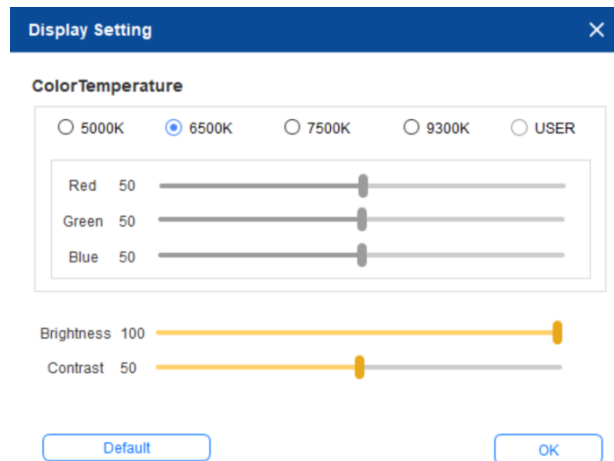 Display Setting
ColorTemperature
5000K 6500K 7500K 9300K USER
Red 50
Green 50
Blue 50
Brightness 100
Contrast 50
Default OK